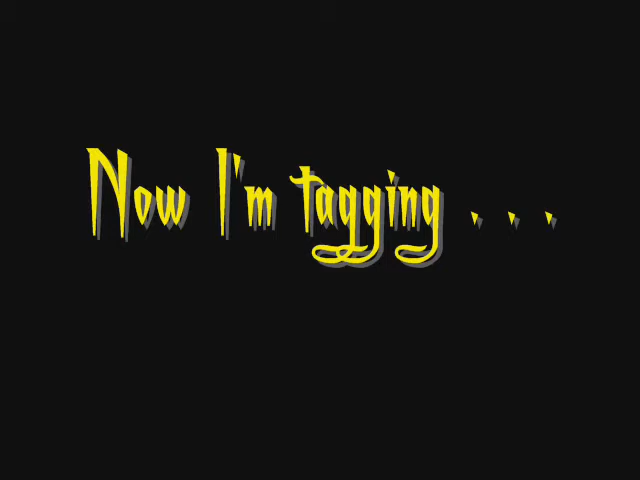 Now I'm tagging . . .